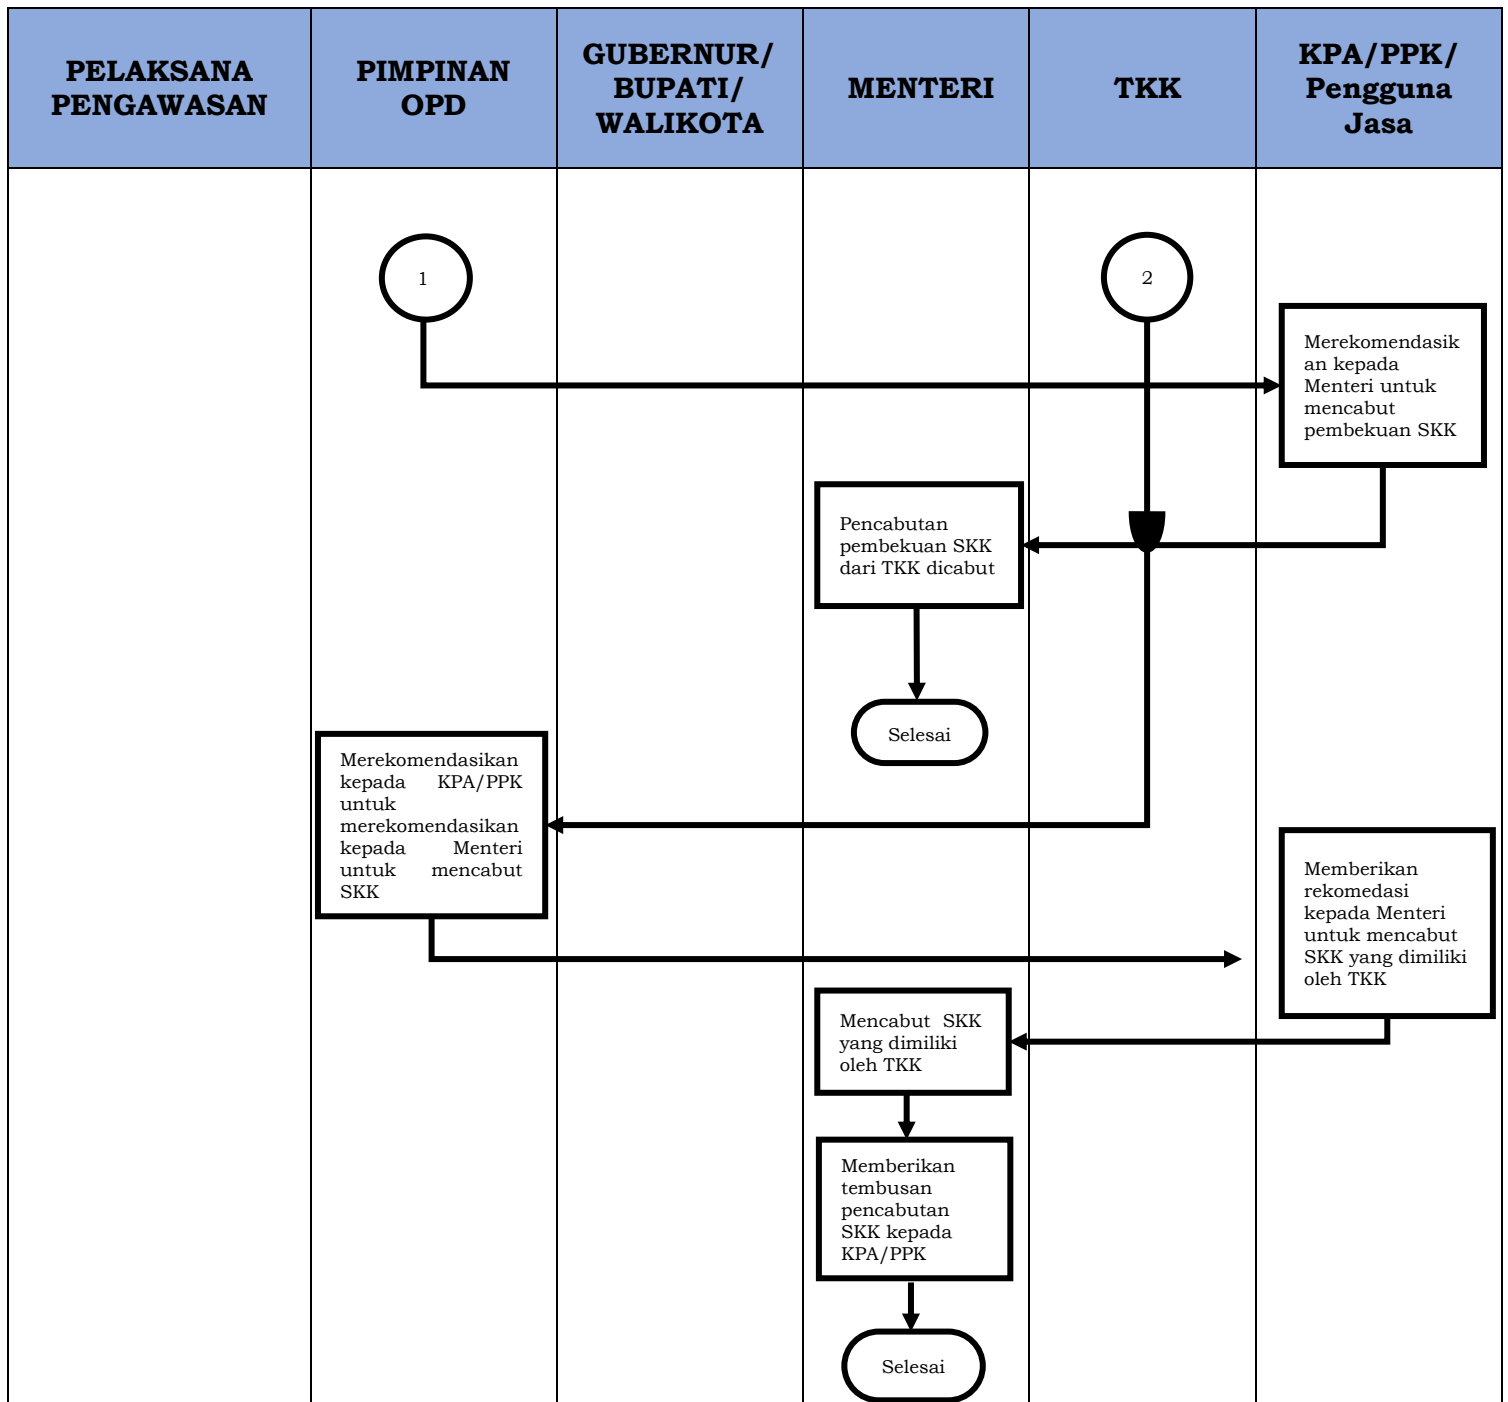 PELAKSANA
PENGAWASAN
PIMPINAN
OPD
GUBERNUR/
BUPATI/
WALIKOTA
MENTERI
TKK
KPA/PPK/
Pengguna
Jasa
1
2
Merekomendasik
an kepada
Menteri untuk
mencabut
pembekuan SKK
Pencabutan
pembekuan SKK
dari TKK dicabut
Selesai
Merekomendasikan
kepada KPA/PPK
untuk
merekomendasikan
kepada Menteri
untuk mencabut
SKK
Memberikan
rekomedasi
kepada Menteri
untuk mencabut
SKK yang dimiliki
oleh TKK
Mencabut SKK
yang dimiliki
oleh TKK
Memberikan
tembusan
pencabutan
SKK kepada
KPA/PPK
Selesai